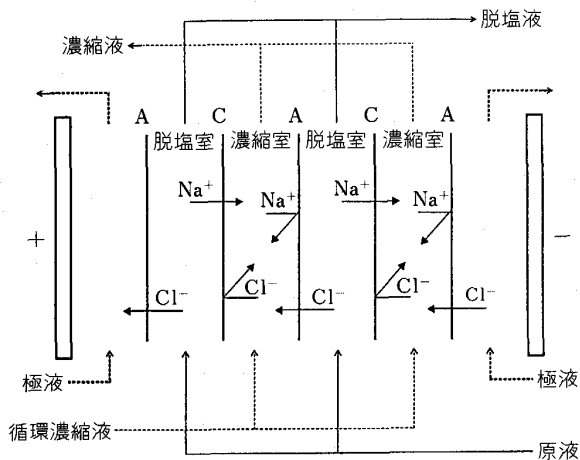 脱塩液
濃縮液
A C A C A
脱塩室 濃縮室 脱塩室 濃縮室
Na⁺ Na⁺ Na⁺ Na⁺
+ −
Cl⁻ Cl⁻ Cl⁻ Cl⁻ Cl⁻
極液 極液
循環濃縮液
原液